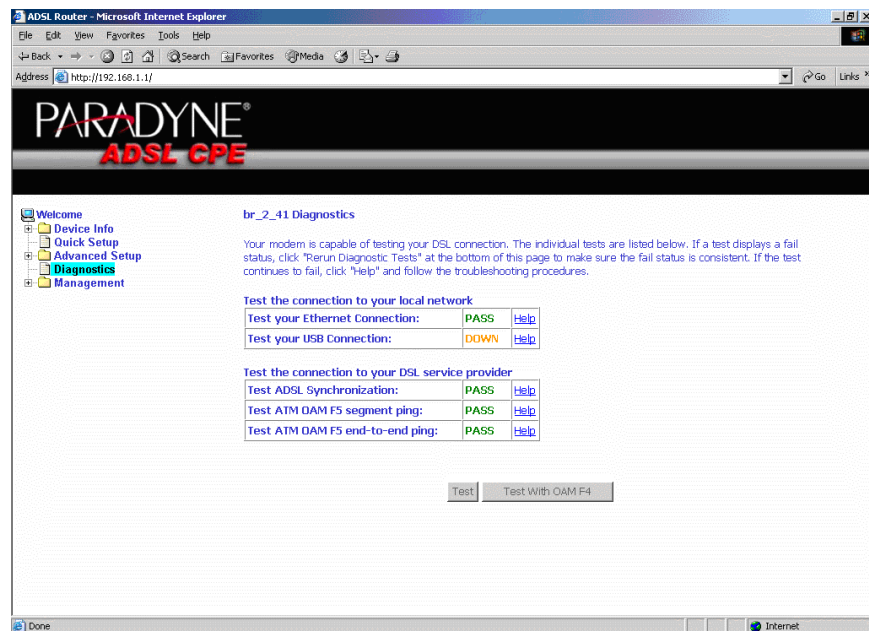 ADSL Router - Microsoft Internet Explorer
File Edit View Favorites Tools Help
Back Search Favorites Media
Address http://192.168.1.1/ Go Links »
PARADYNE®
ADSL CPE
Welcome
Device Info
Quick Setup
Advanced Setup
Diagnostics
Management
br_2_41 Diagnostics
Your modem is capable of testing your DSL connection. The individual tests are listed below. If a test displays a fail
status, click "Rerun Diagnostic Tests" at the bottom of this page to make sure the fail status is consistent. If the test
continues to fail, click "Help" and follow the troubleshooting procedures.
Test the connection to your local network
Test your Ethernet Connection: PASS Help
Test your USB Connection: DOWN Help
Test the connection to your DSL service provider
Test ADSL Synchronization: PASS Help
Test ATM OAM F5 segment ping: PASS Help
Test ATM OAM F5 end-to-end ping: PASS Help
Test Test With OAM F4
Done Internet